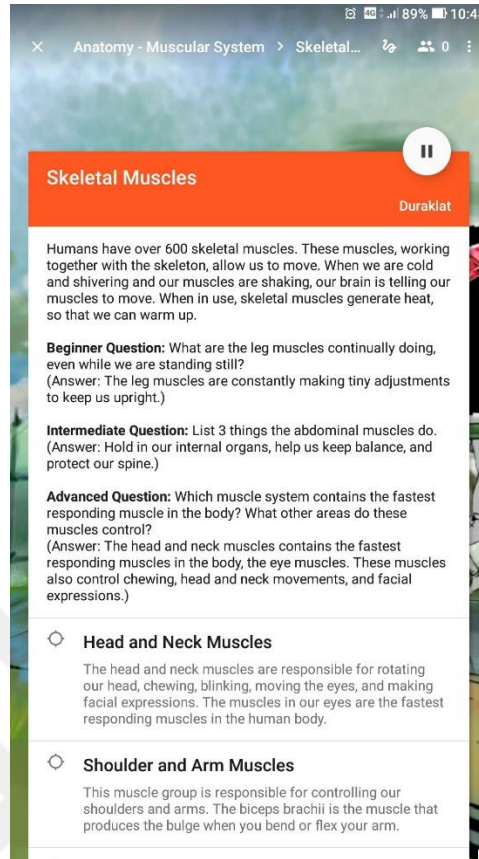 4G 89% 10:4
× Anatomy - Muscular System > Skeletal... 0
Skeletal Muscles
Duraklat
Humans have over 600 skeletal muscles. These muscles, working
together with the skeleton, allow us to move. When we are cold
and shivering and our muscles are shaking, our brain is telling our
muscles to move. When in use, skeletal muscles generate heat,
so that we can warm up.
Beginner Question: What are the leg muscles continually doing,
even while we are standing still?
(Answer: The leg muscles are constantly making tiny adjustments
to keep us upright.)
Intermediate Question: List 3 things the abdominal muscles do.
(Answer: Hold in our internal organs, help us keep balance, and
protect our spine.)
Advanced Question: Which muscle system contains the fastest
responding muscle in the body? What other areas do these
muscles control?
(Answer: The head and neck muscles contains the fastest
responding muscles in the body, the eye muscles. These muscles
also control chewing, head and neck movements, and facial
expressions.)
Head and Neck Muscles
The head and neck muscles are responsible for rotating
our head, chewing, blinking, moving the eyes, and making
facial expressions. The muscles in our eyes are the fastest
responding muscles in the human body.
Shoulder and Arm Muscles
This muscle group is responsible for controlling our
shoulders and arms. The biceps brachii is the muscle that
produces the bulge when you bend or flex your arm.